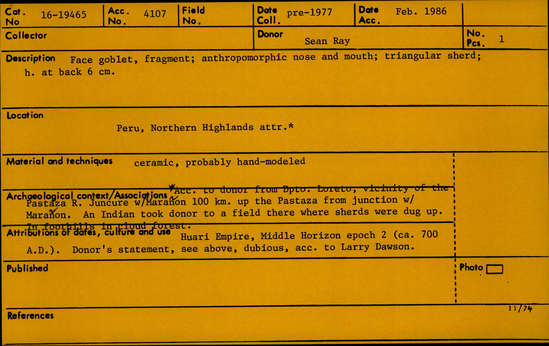 Cat. No. 16-19465 Acc. No. 4107 Field No. Date Coll. pre-1977 Date Acc. Feb. 1986
Collector Donor Sean Ray No. Pcs. 1
Description Face goblet, fragment; anthropomorphic nose and mouth; triangular sherd;
h. at back 6 cm.
Location
Peru, Northern Highlands attr.*
Material and techniques ceramic, probably hand-modeled
Archaeological context/Associations *Acc. to donor from Dpto. Loreto, vicinity of the
Pastaza R. Juncure w/Marañon 100 km. up the Pastaza from junction w/
Marañon. An Indian took donor to a field there where sherds were dug up.
in foothills in cloud forest.
Attributions of dates, culture and use Huari Empire, Middle Horizon epoch 2 (ca. 700
A.D.). Donor's statement, see above, dubious, acc. to Larry Dawson.
Published Photo
References 11/74